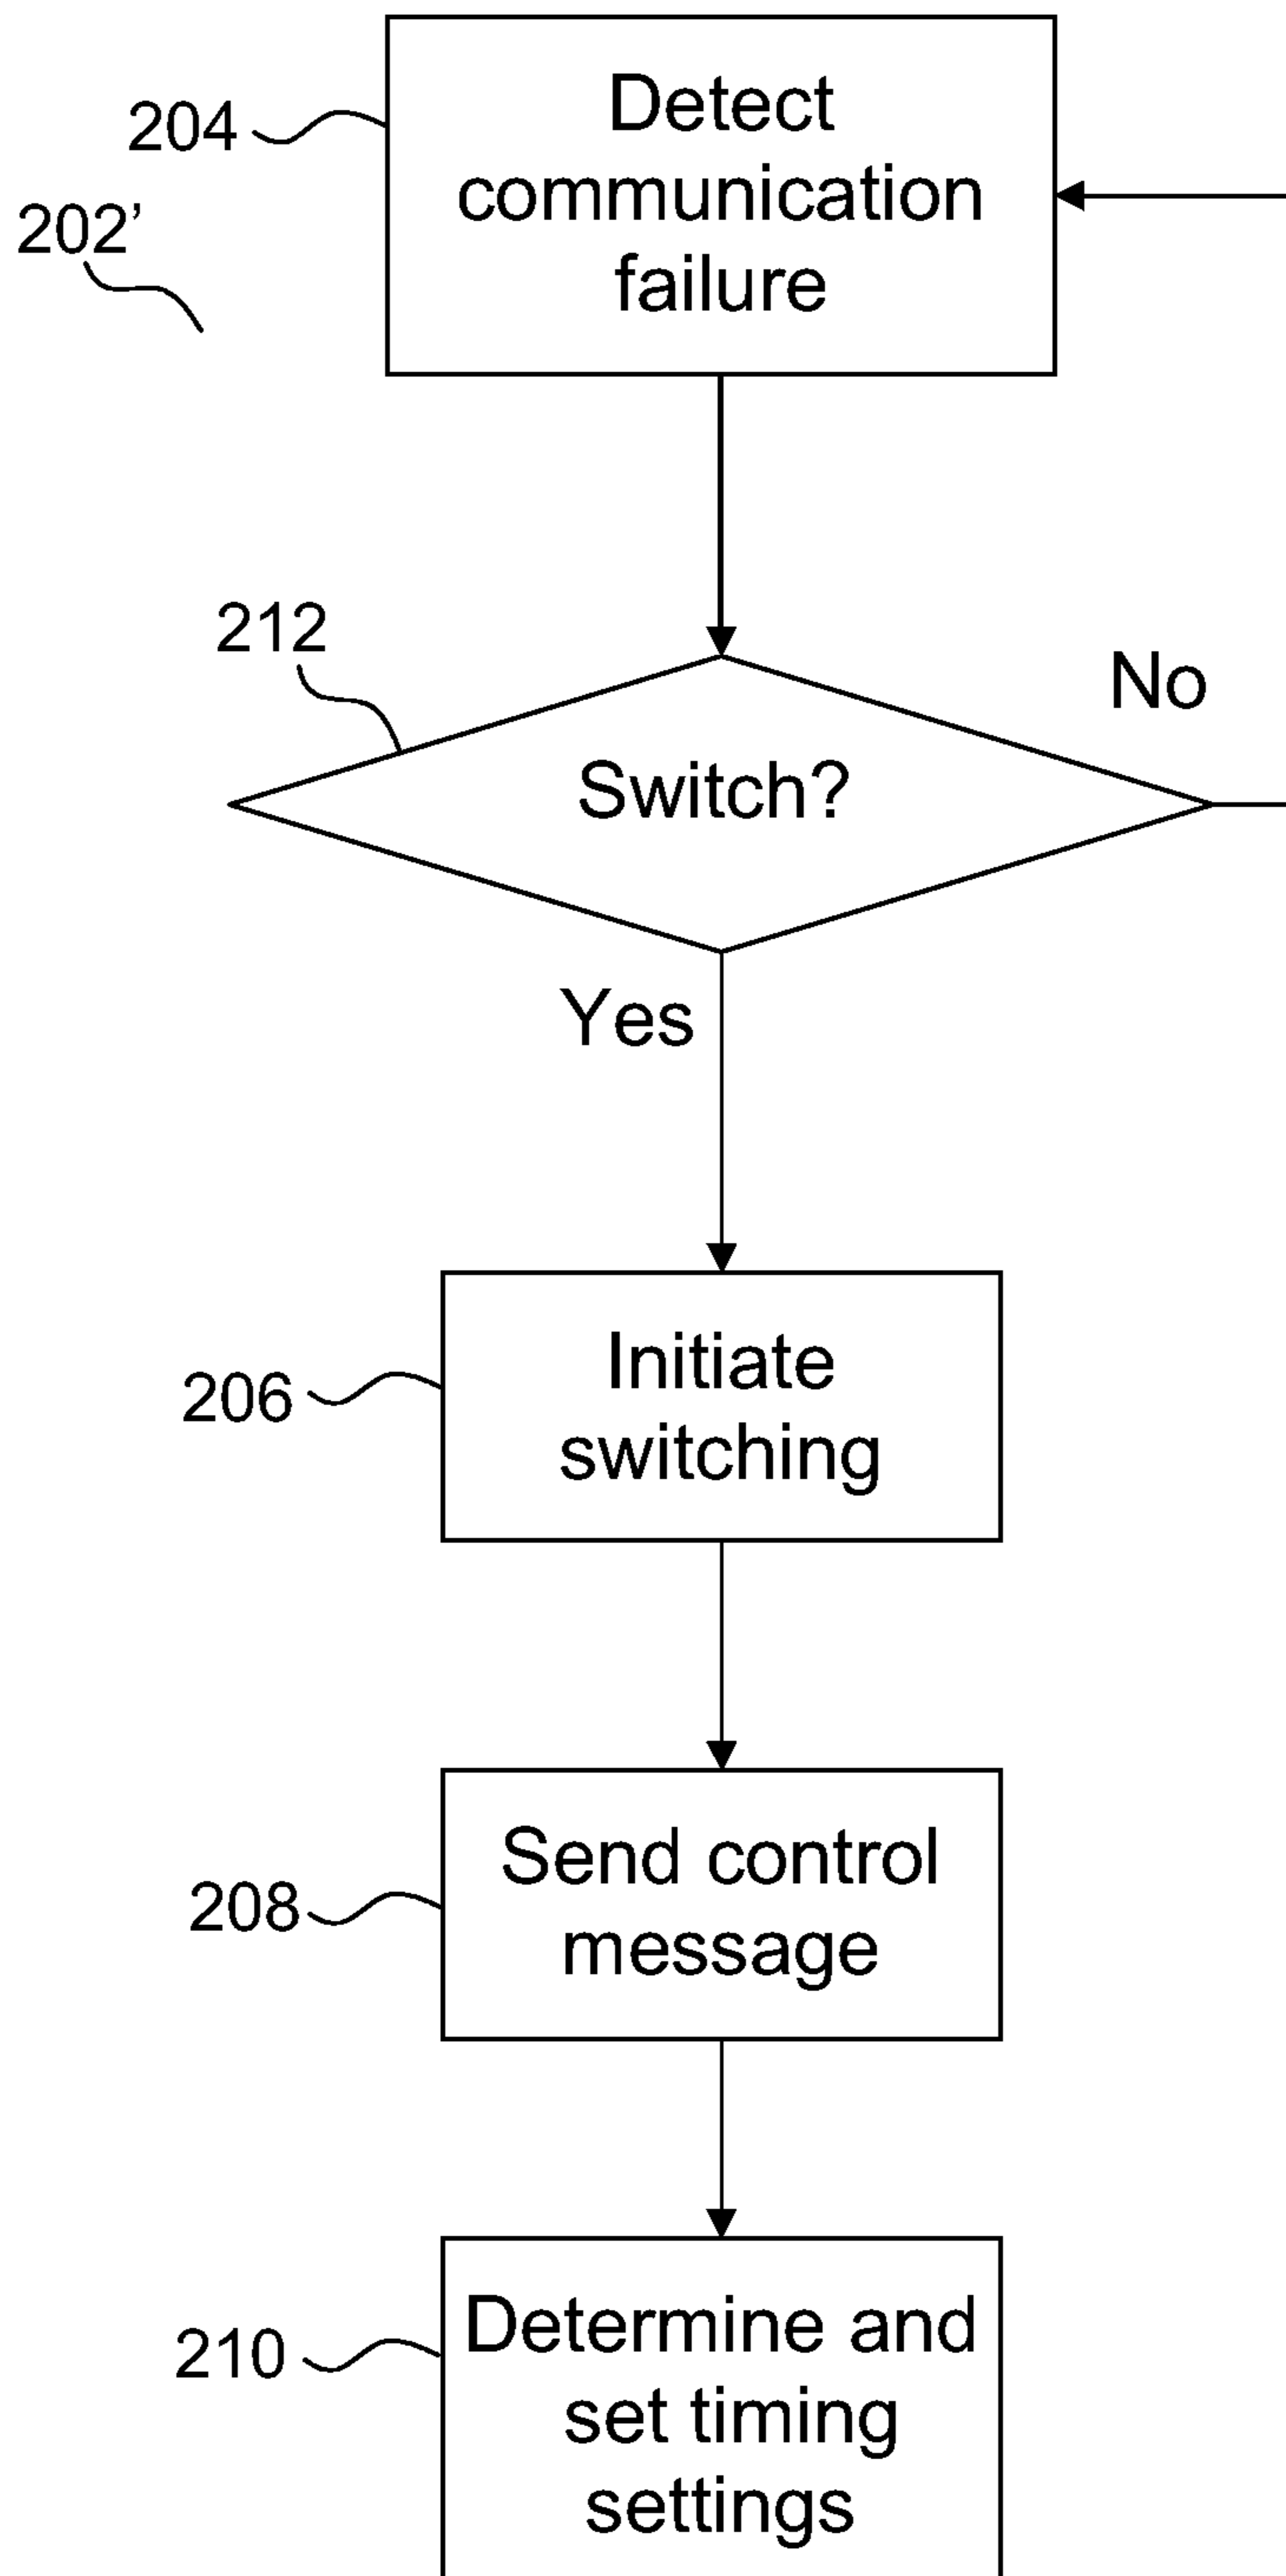 204
Detect
communication
failure
202’
212
No
Switch?
Yes
206
Initiate
switching
208
Send control
message
210
Determine and
set timing
settings